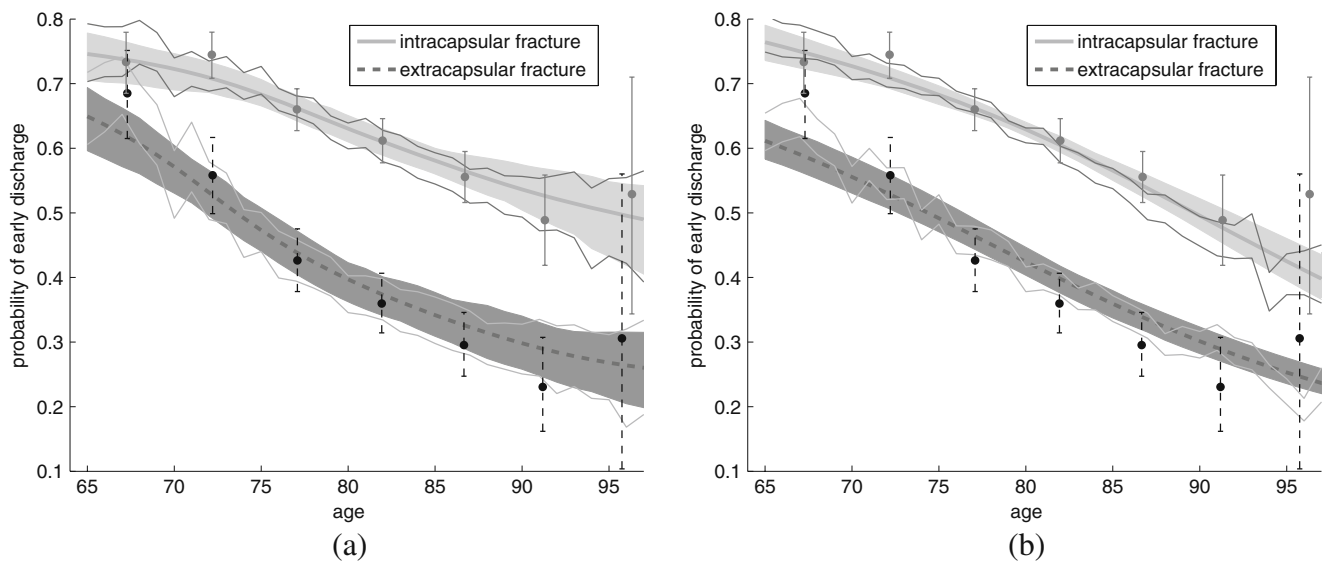 0.8
0.7
0.6
0.5
0.4
0.3
0.2
0.1
probability of early discharge
intracapsular fracture
extracapsular fracture
65 70 75 80 85 90 95
age
(a)
0.8
0.7
0.6
0.5
0.4
0.3
0.2
0.1
probability of early discharge
intracapsular fracture
extracapsular fracture
65 70 75 80 85 90 95
age
(b)